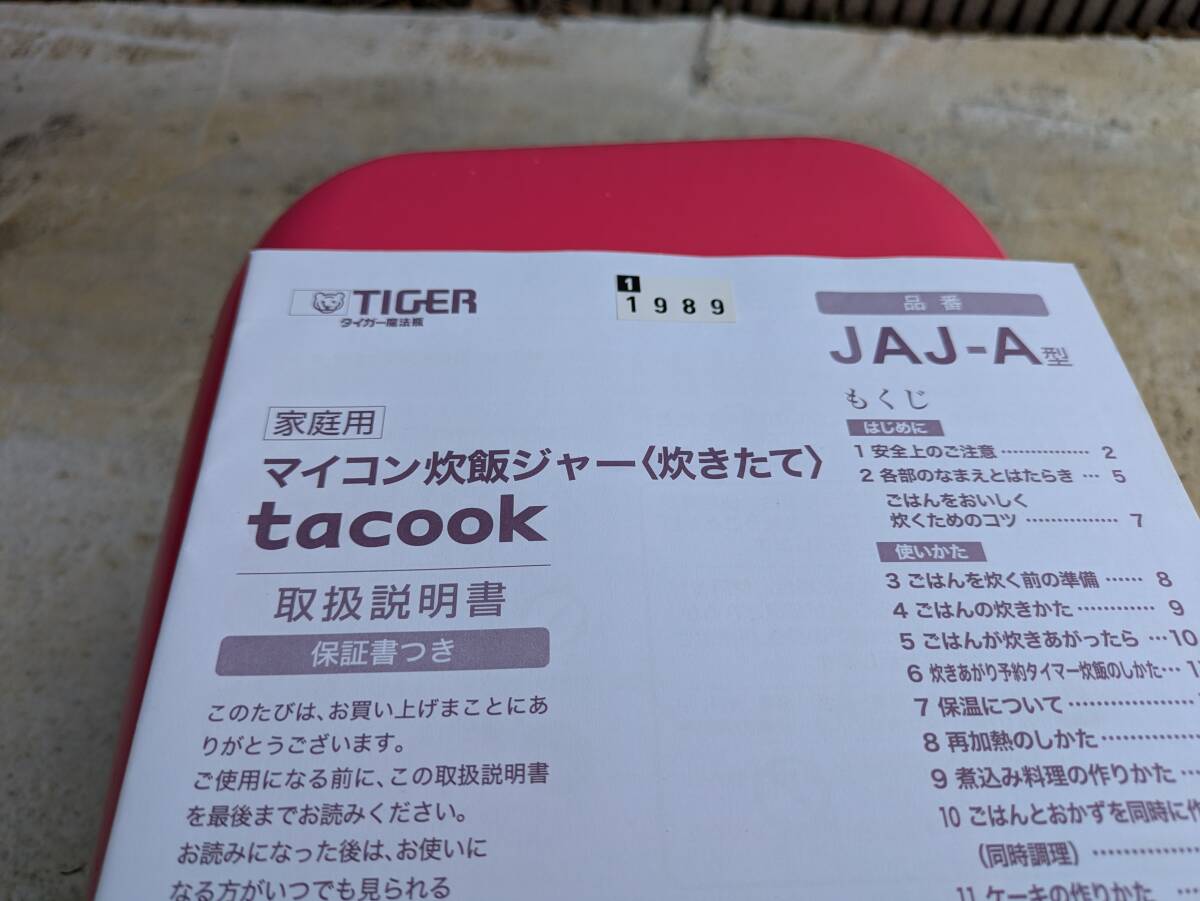 TIGER
タイガー魔法瓶
1
1989
品番
JAJ-A型
家庭用
マイコン炊飯ジャー〈炊きたて〉
tacook
取扱説明書
保証書つき
このたびは、お買い上げまことにあ
りがとうございます。
ご使用になる前に、この取扱説明書
を最後までお読みください。
お読みになった後は、お使いに
なる方がいつでも見られる
もくじ
はじめに
1 安全上のご注意 …………… 2
2 各部のなまえとはたらき … 5
ごはんをおいしく
炊くためのコツ …………… 7
使いかた
3 ごはんを炊く前の準備 …… 8
4 ごはんの炊きかた ………… 9
5 ごはんが炊きあがったら …10
6 炊きあがり予約タイマー炊飯のしかた…
7 保温について ………………
8 再加熱のしかた ……………
9 煮込み料理の作りかた …
10 ごはんとおかずを同時に
(同時調理) ……………
11 ケーキの作りかた …